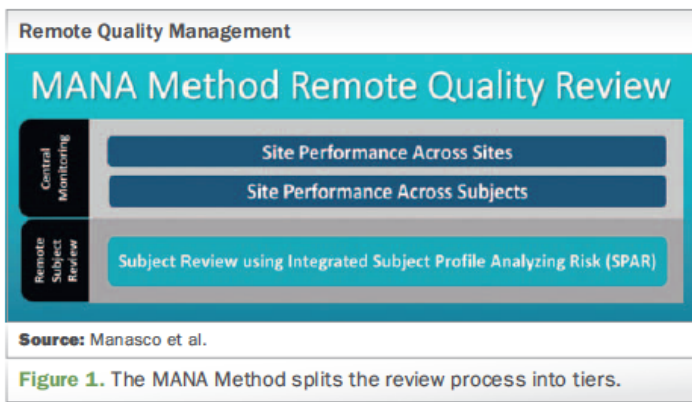 Remote Quality Management
MANA Method Remote Quality Review
Central
Monitoring
Site Performance Across Sites
Site Performance Across Subjects
Remote
Subject
Review
Subject Review using Integrated Subject Profile Analyzing Risk (SPAR)
Source: Manasco et al.
Figure 1. The MANA Method splits the review process into tiers.